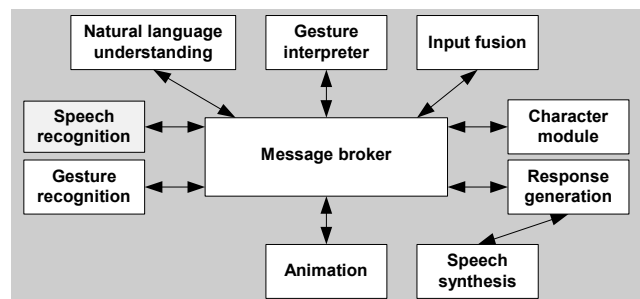 Natural language
understanding
Gesture
interpreter
Input fusion
Speech
recognition
Message broker
Character
module
Gesture
recognition
Response
generation
Animation
Speech
synthesis